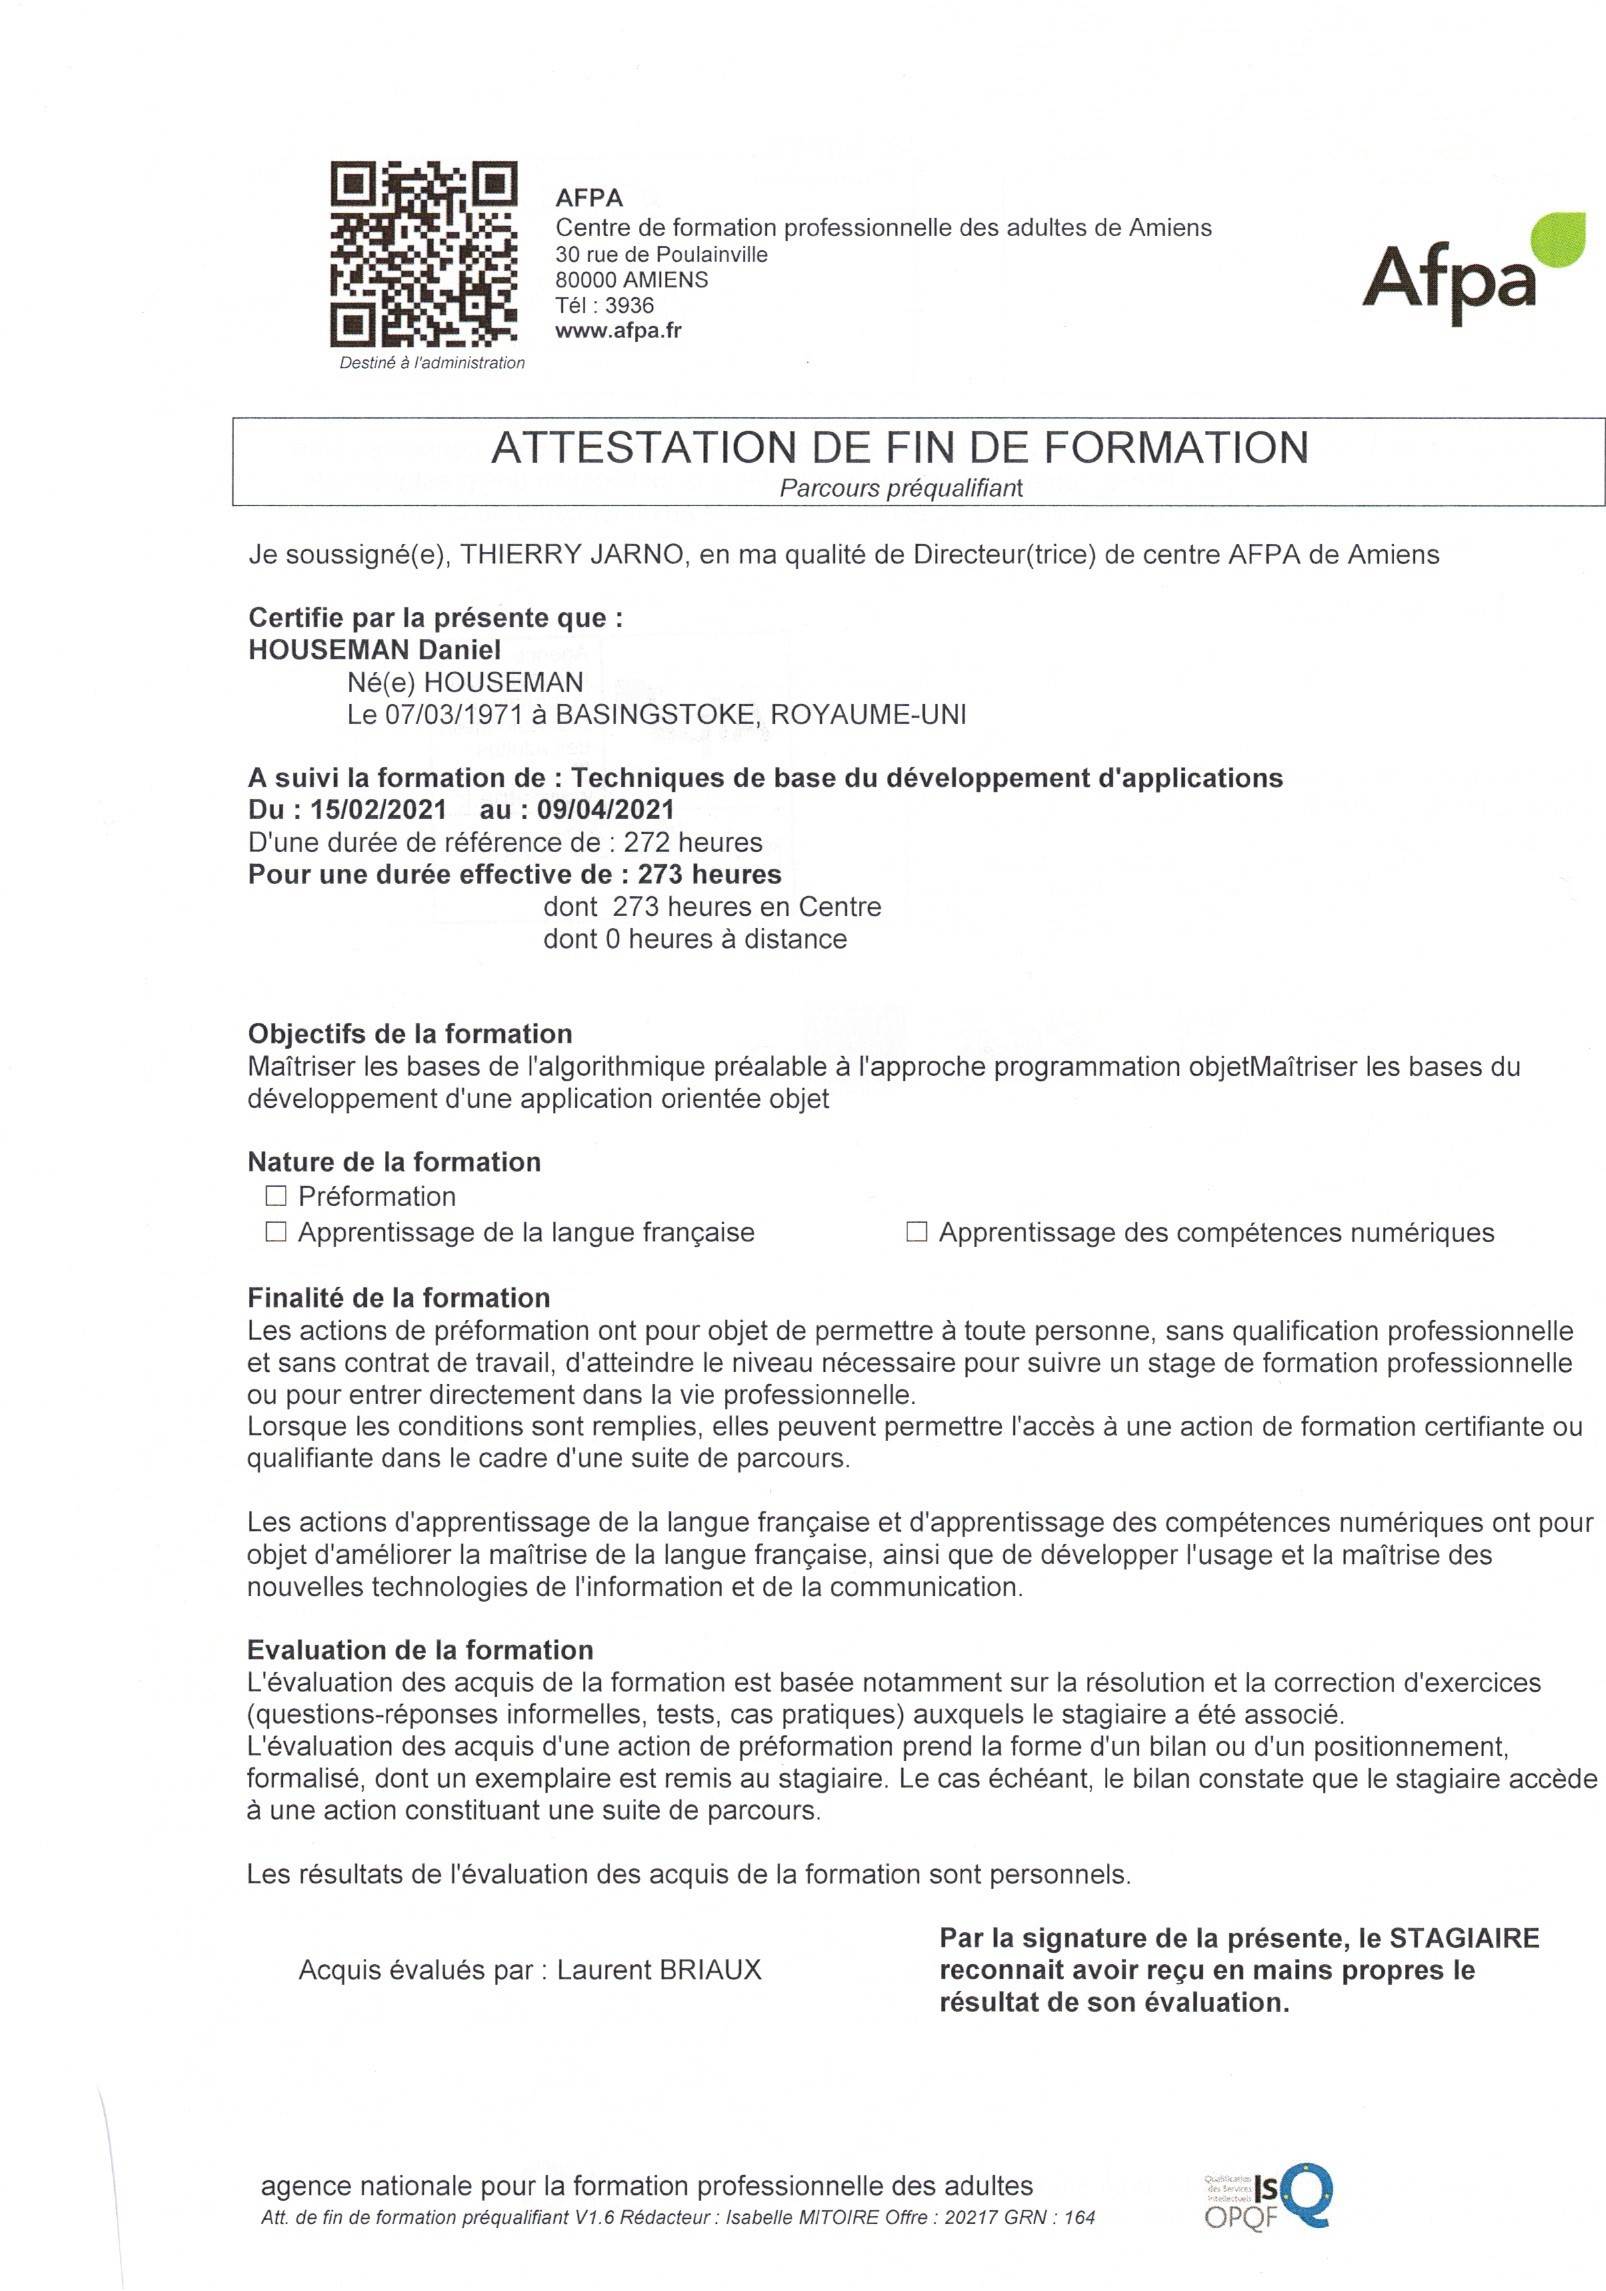 AFPA
Centre de formation professionnelle des adultes de Amiens
30 rue de Poulainville
80000 AMIENS
Tél : 3936
www.afpa.fr
Destiné à l'administration
Afpa
ATTESTATION DE FIN DE FORMATION
Parcours préqualifiant
Je soussigné(e), THIERRY JARNO, en ma qualité de Directeur(trice) de centre AFPA de Amiens
Certifie par la présente que :
HOUSEMAN Daniel
Né(e) HOUSEMAN
Le 07/03/1971 à BASINGSTOKE, ROYAUME-UNI
A suivi la formation de : Techniques de base du développement d'applications
Du : 15/02/2021 au : 09/04/2021
D'une durée de référence de : 272 heures
Pour une durée effective de : 273 heures
dont 273 heures en Centre
dont 0 heures à distance
Objectifs de la formation
Maîtriser les bases de l'algorithmique préalable à l'approche programmation objetMaîtriser les bases du
développement d'une application orientée objet
Nature de la formation
☐ Préformation
☐ Apprentissage de la langue française ☐ Apprentissage des compétences numériques
Finalité de la formation
Les actions de préformation ont pour objet de permettre à toute personne, sans qualification professionnelle
et sans contrat de travail, d'atteindre le niveau nécessaire pour suivre un stage de formation professionnelle
ou pour entrer directement dans la vie professionnelle.
Lorsque les conditions sont remplies, elles peuvent permettre l'accès à une action de formation certifiante ou
qualifiante dans le cadre d'une suite de parcours.
Les actions d'apprentissage de la langue française et d'apprentissage des compétences numériques ont pour
objet d'améliorer la maîtrise de la langue française, ainsi que de développer l'usage et la maîtrise des
nouvelles technologies de l'information et de la communication.
Evaluation de la formation
L'évaluation des acquis de la formation est basée notamment sur la résolution et la correction d'exercices
(questions-réponses informelles, tests, cas pratiques) auxquels le stagiaire a été associé.
L'évaluation des acquis d'une action de préformation prend la forme d'un bilan ou d'un positionnement,
formalisé, dont un exemplaire est remis au stagiaire. Le cas échéant, le bilan constate que le stagiaire accède
à une action constituant une suite de parcours.
Les résultats de l'évaluation des acquis de la formation sont personnels.
Acquis évalués par : Laurent BRIAUX
Par la signature de la présente, le STAGIAIRE
reconnait avoir reçu en mains propres le
résultat de son évaluation.
agence nationale pour la formation professionnelle des adultes
Att. de fin de formation préqualifiant V1.6 Rédacteur : Isabelle MITOIRE Offre : 20217 GRN : 164
Qualification
des Services
Intellectuels
ISQ
OPQF